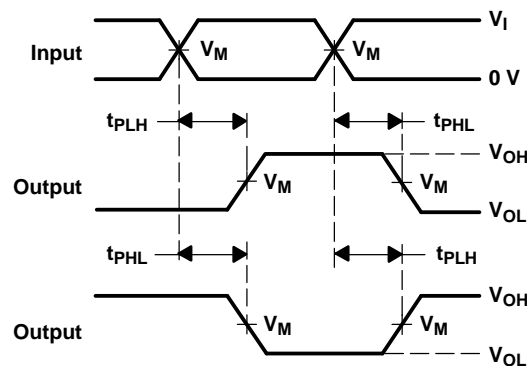 V_I
Input V_M V_M
0 V
t_PLH t_PHL
V_OH
Output V_M V_M
V_OL
t_PHL t_PLH
V_OH
Output V_M V_M
V_OL